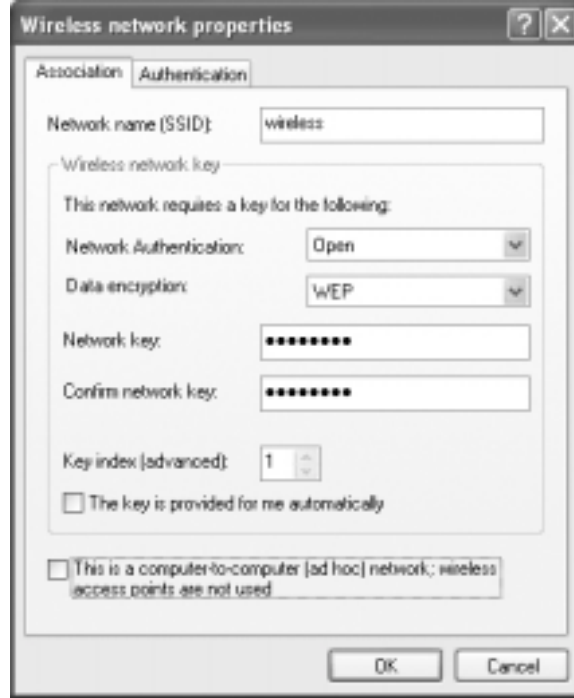 Wireless network properties
Association Authentication
Network name (SSID): wireless
Wireless network key
This network requires a key for the following:
Network Authentication: Open
Data encryption: WEP
Network key: ••••••••
Confirm network key: ••••••••
Key index (advanced): 1
The key is provided for me automatically
This is a computer-to-computer (ad hoc) network; wireless
access points are not used
OK Cancel